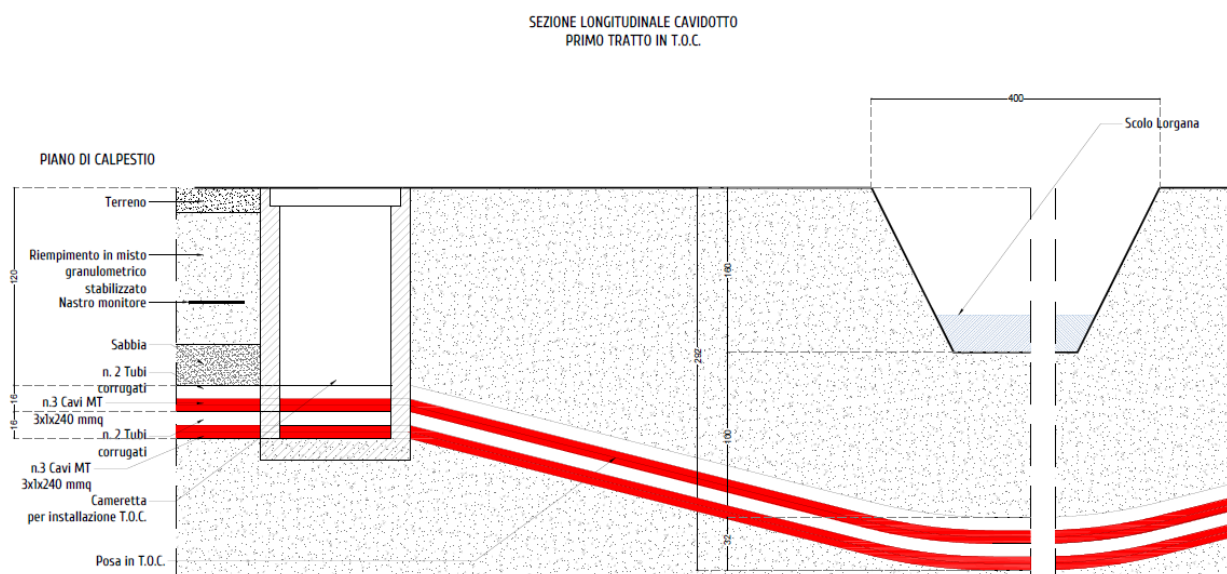 SEZIONE LONGITUDINALE CAVIDOTTO
PRIMO TRATTO IN T.O.C.
400
Scolo Lorgana
PIANO DI CALPESTIO
Terreno
Riempimento in misto
granulometrico
stabilizzato
Nastro monitore
Sabbia
n. 2 Tubi
corrugati
n.3 Cavi MT
3x1x240 mmq
n. 2 Tubi
corrugati
n.3 Cavi MT
3x1x240 mmq
Cameretta
per installazione T.O.C.
Posa in T.O.C.
120
16
16
160
292
100
32